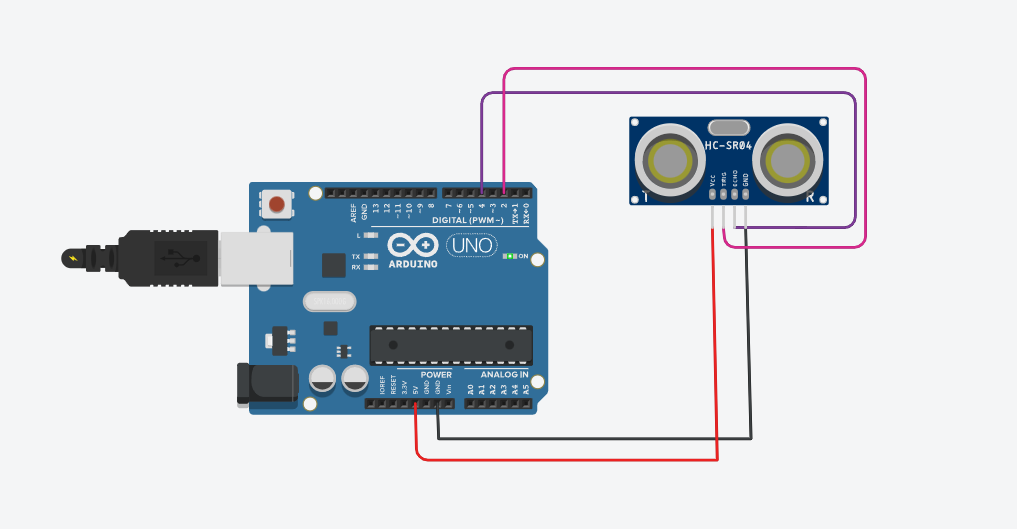 HC-SR04
VCC
TRIG
ECHO
GND
T
R
AREF
GND
13
12
~11
~10
~9
8
7
~6
~5
4
~3
2
TX→1
RX←0
DIGITAL (PWM~)
L
TX
RX
UNO
ARDUINO
ON
POWER
ANALOG IN
IOREF
RESET
3.3V
5V
GND
GND
Vin
A0
A1
A2
A3
A4
A5